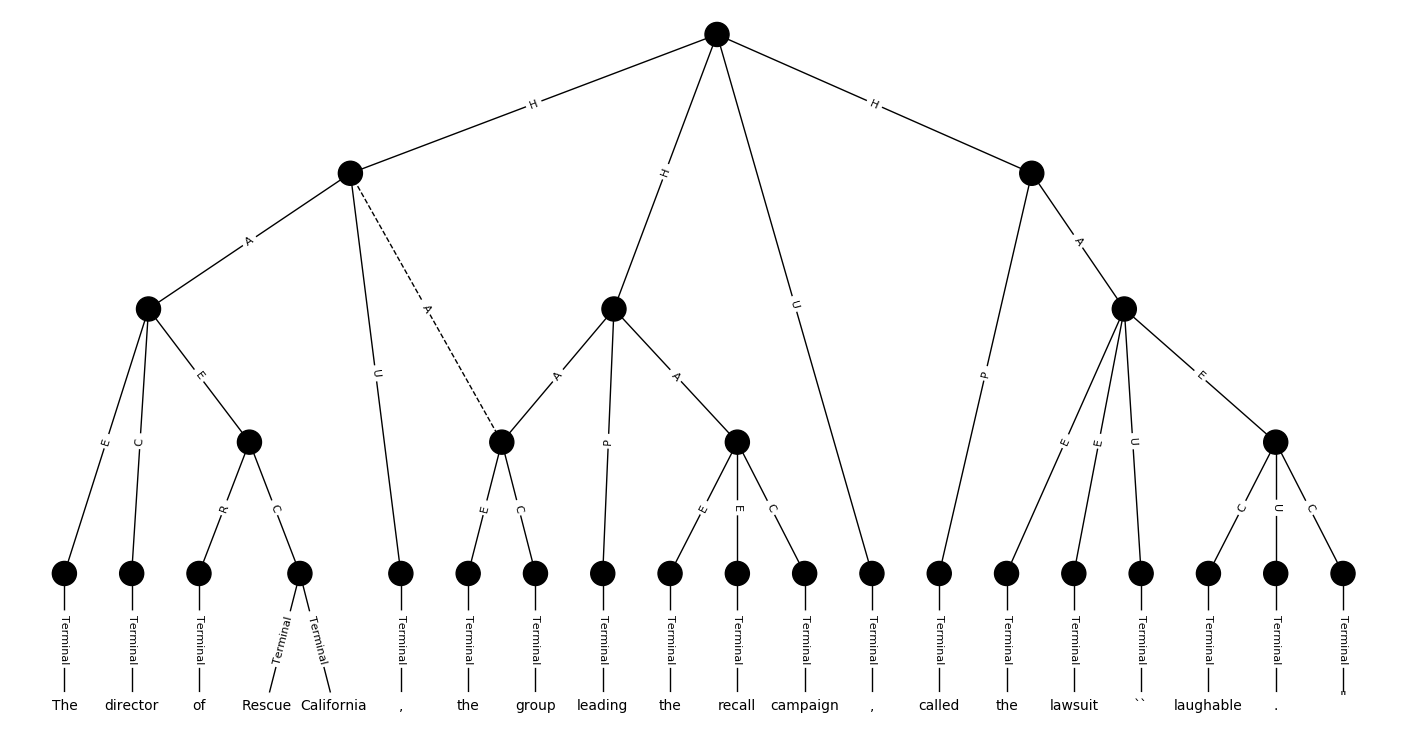 H H U H
A U A P A
E C E A P A E E U E
R C E C E E C C U C
Terminal Terminal Terminal Terminal Terminal Terminal Terminal Terminal Terminal Terminal Terminal Terminal Terminal Terminal Terminal Terminal Terminal Terminal Terminal Terminal
The director of Rescue California , the group leading the recall campaign , called the lawsuit `` laughable . "